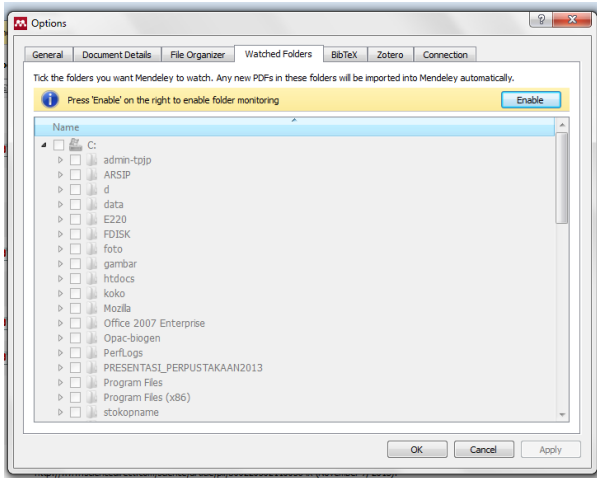 Options
General Document Details File Organizer Watched Folders BibTeX Zotero Connection
Tick the folders you want Mendeley to watch. Any new PDFs in these folders will be imported into Mendeley automatically.
Press 'Enable' on the right to enable folder monitoring Enable
Name
C:
admin-tpjp
ARSIP
d
data
E220
FDISK
foto
gambar
htdocs
koko
Mozilla
Office 2007 Enterprise
Opac-biogen
PerfLogs
PRESENTASI_PERPUSTAKAAN2013
Program Files
Program Files (x86)
stokopname
OK Cancel Apply